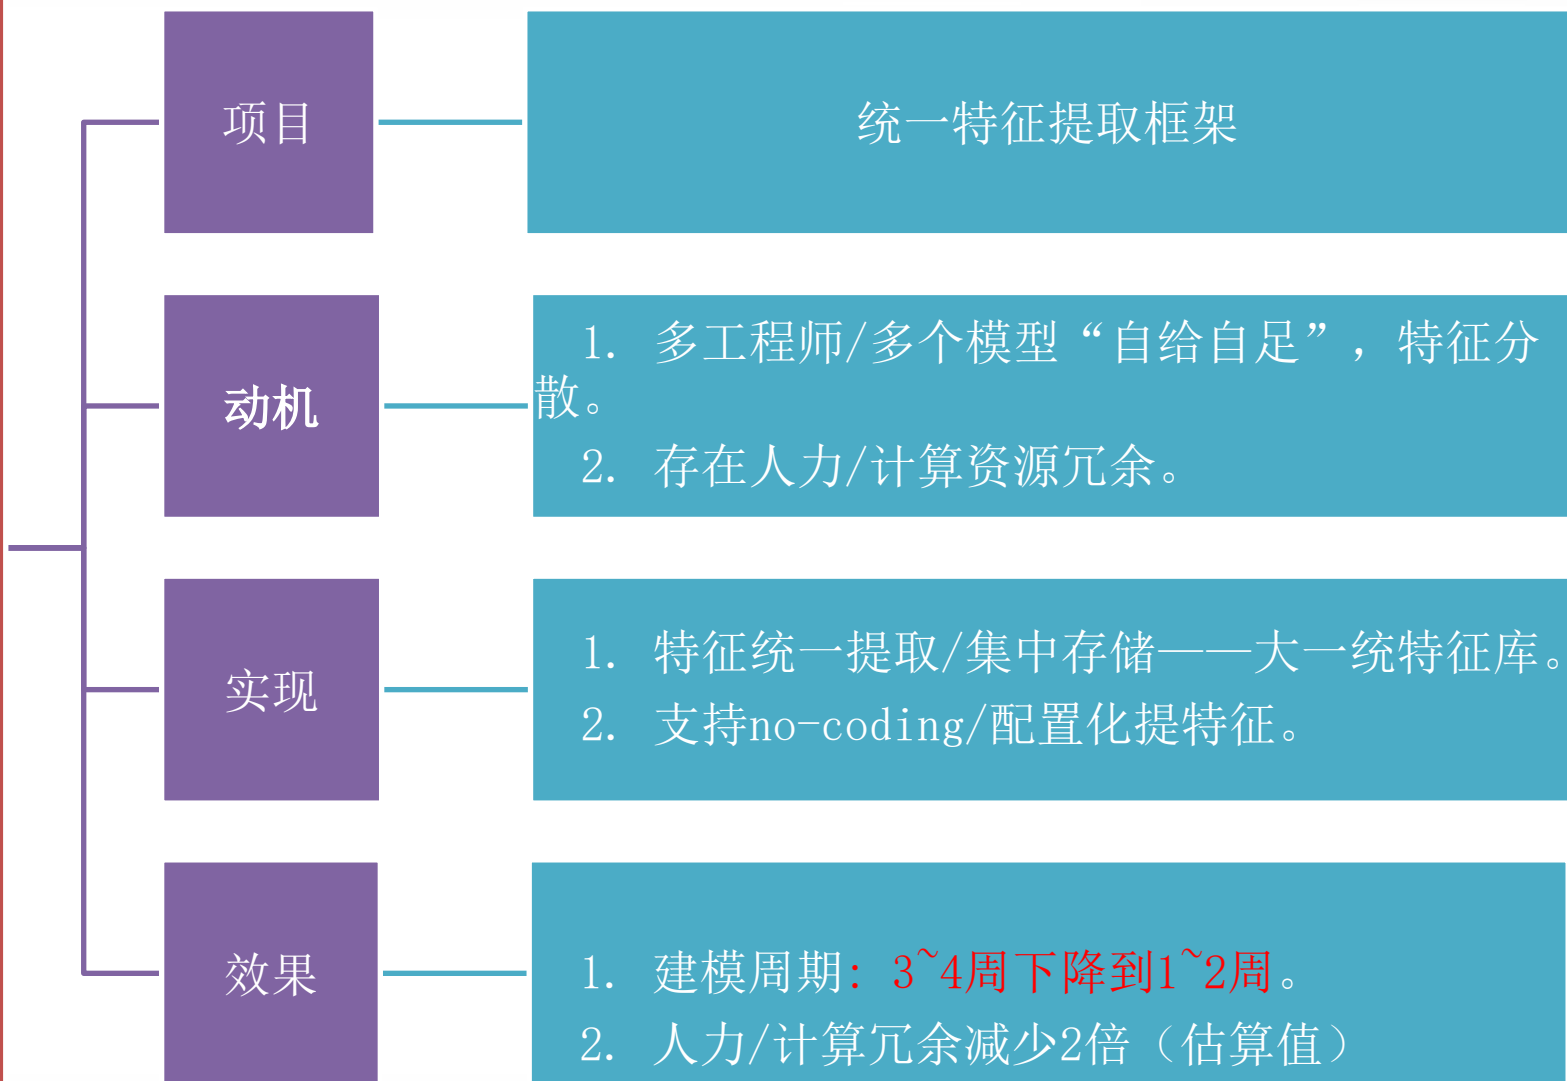 项目
统一特征提取框架
动机
1. 多工程师/多个模型“自给自足”，特征分
散。
2. 存在人力/计算资源冗余。
实现
1. 特征统一提取/集中存储——大一统特征库。
2. 支持no-coding/配置化提特征。
效果
1. 建模周期: 3~4周下降到1~2周。
2. 人力/计算冗余减少2倍（估算值）